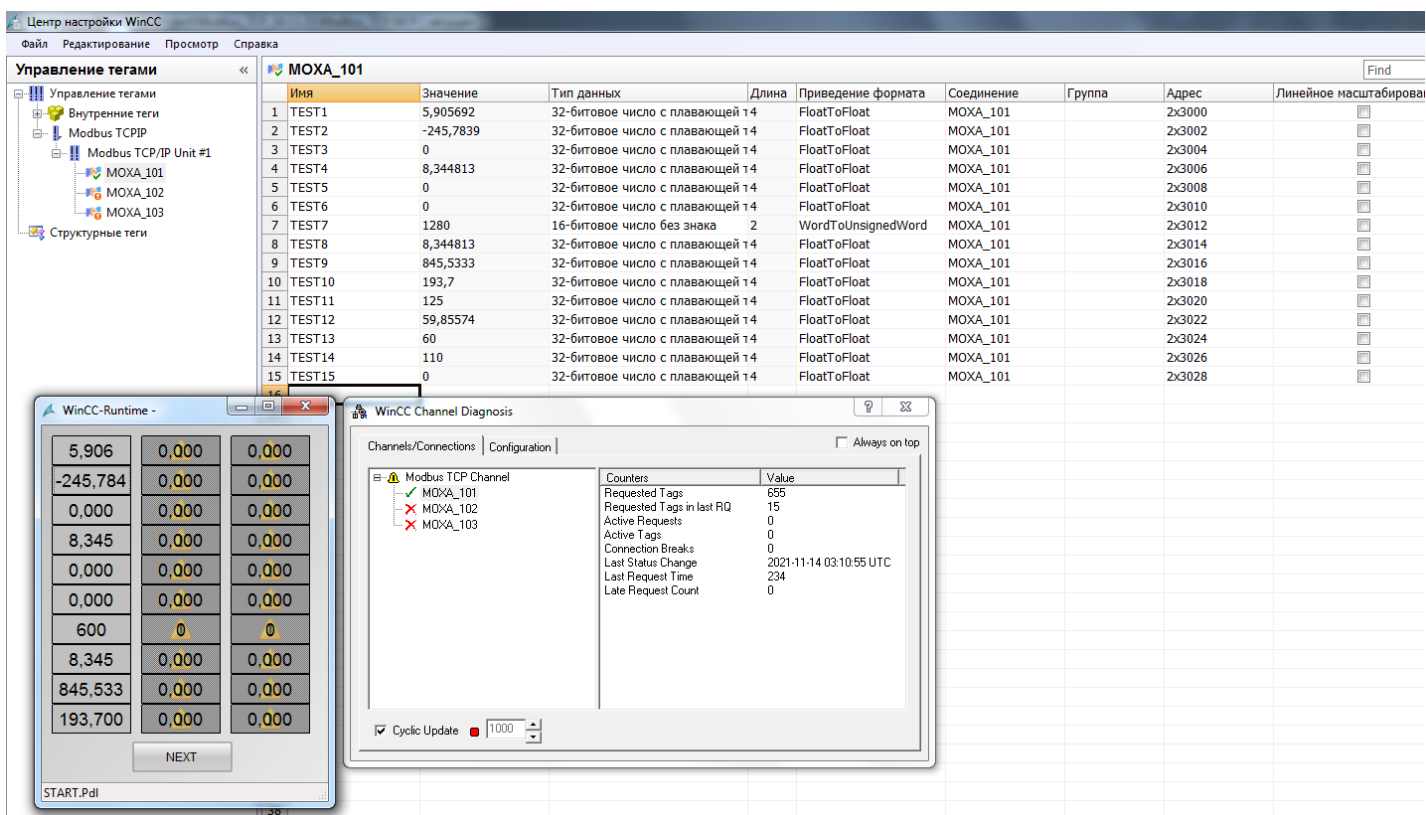 Центр настройки WinCC
Файл Редактирование Просмотр Справка
Управление тегами «
Управление тегами
Внутренние теги
Modbus TCPIP
Modbus TCP/IP Unit #1
MOXA_101
MOXA_102
MOXA_103
Структурные теги
MOXA_101
Find
Имя Значение Тип данных Длина Приведение формата Соединение Группа Адрес Линейное масштабирова
1 TEST1 5,905692 32-битовое число с плавающей т 4 FloatToFloat MOXA_101 2x3000
2 TEST2 -245,7839 32-битовое число с плавающей т 4 FloatToFloat MOXA_101 2x3002
3 TEST3 0 32-битовое число с плавающей т 4 FloatToFloat MOXA_101 2x3004
4 TEST4 8,344813 32-битовое число с плавающей т 4 FloatToFloat MOXA_101 2x3006
5 TEST5 0 32-битовое число с плавающей т 4 FloatToFloat MOXA_101 2x3008
6 TEST6 0 32-битовое число с плавающей т 4 FloatToFloat MOXA_101 2x3010
7 TEST7 1280 16-битовое число без знака 2 WordToUnsignedWord MOXA_101 2x3012
8 TEST8 8,344813 32-битовое число с плавающей т 4 FloatToFloat MOXA_101 2x3014
9 TEST9 845,5333 32-битовое число с плавающей т 4 FloatToFloat MOXA_101 2x3016
10 TEST10 193,7 32-битовое число с плавающей т 4 FloatToFloat MOXA_101 2x3018
11 TEST11 125 32-битовое число с плавающей т 4 FloatToFloat MOXA_101 2x3020
12 TEST12 59,85574 32-битовое число с плавающей т 4 FloatToFloat MOXA_101 2x3022
13 TEST13 60 32-битовое число с плавающей т 4 FloatToFloat MOXA_101 2x3024
14 TEST14 110 32-битовое число с плавающей т 4 FloatToFloat MOXA_101 2x3026
15 TEST15 0 32-битовое число с плавающей т 4 FloatToFloat MOXA_101 2x3028
16
WinCC-Runtime -
5,906 0,000 0,000
-245,784 0,000 0,000
0,000 0,000 0,000
8,345 0,000 0,000
0,000 0,000 0,000
0,000 0,000 0,000
600 0 0
8,345 0,000 0,000
845,533 0,000 0,000
193,700 0,000 0,000
NEXT
START.Pdl
WinCC Channel Diagnosis
Channels/Connections Configuration Always on top
Modbus TCP Channel
MOXA_101
MOXA_102
MOXA_103
Counters Value
Requested Tags 655
Requested Tags in last RQ 15
Active Requests 0
Active Tags 0
Connection Breaks 0
Last Status Change 2021-11-14 03:10:55 UTC
Last Request Time 234
Late Request Count 0
Cyclic Update 1000
38